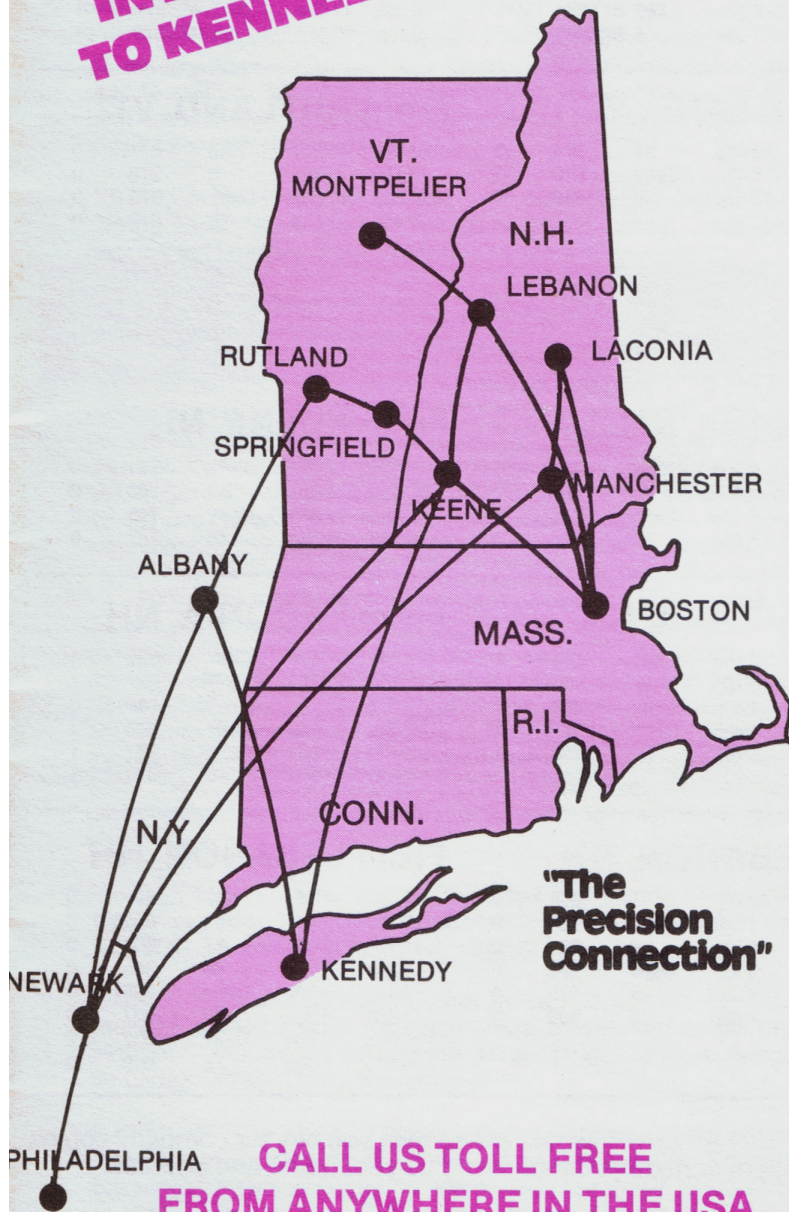 TO KENNE
VT.
MONTPELIER
N.H.
LEBANON
LACONIA
RUTLAND
SPRINGFIELD
MANCHESTER
KEENE
ALBANY
BOSTON
MASS.
R.I.
CONN.
N.Y
"The
Precision
Connection"
KENNEDY
NEWARK
PHILADELPHIA
CALL US TOLL FREE
FROM ANYWHERE IN THE USA